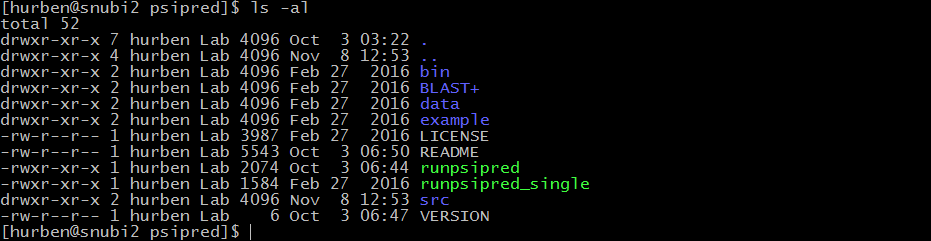 [hurben@snubi2 psipred]$ ls -al
total 52
drwxr-xr-x 7 hurben Lab 4096 Oct  3 03:22 .
drwxr-xr-x 4 hurben Lab 4096 Nov  8 12:53 ..
drwxr-xr-x 2 hurben Lab 4096 Feb 27  2016 bin
drwxr-xr-x 2 hurben Lab 4096 Feb 27  2016 BLAST+
drwxr-xr-x 2 hurben Lab 4096 Feb 27  2016 data
drwxr-xr-x 2 hurben Lab 4096 Feb 27  2016 example
-rw-r--r-- 1 hurben Lab 3987 Feb 27  2016 LICENSE
-rw-r--r-- 1 hurben Lab 5543 Oct  3 06:50 README
-rwxr-xr-x 1 hurben Lab 2074 Oct  3 06:44 runpsipred
-rwxr-xr-x 1 hurben Lab 1584 Feb 27  2016 runpsipred_single
drwxr-xr-x 2 hurben Lab 4096 Nov  8 12:53 src
-rw-r--r-- 1 hurben Lab    6 Oct  3 06:47 VERSION
[hurben@snubi2 psipred]$